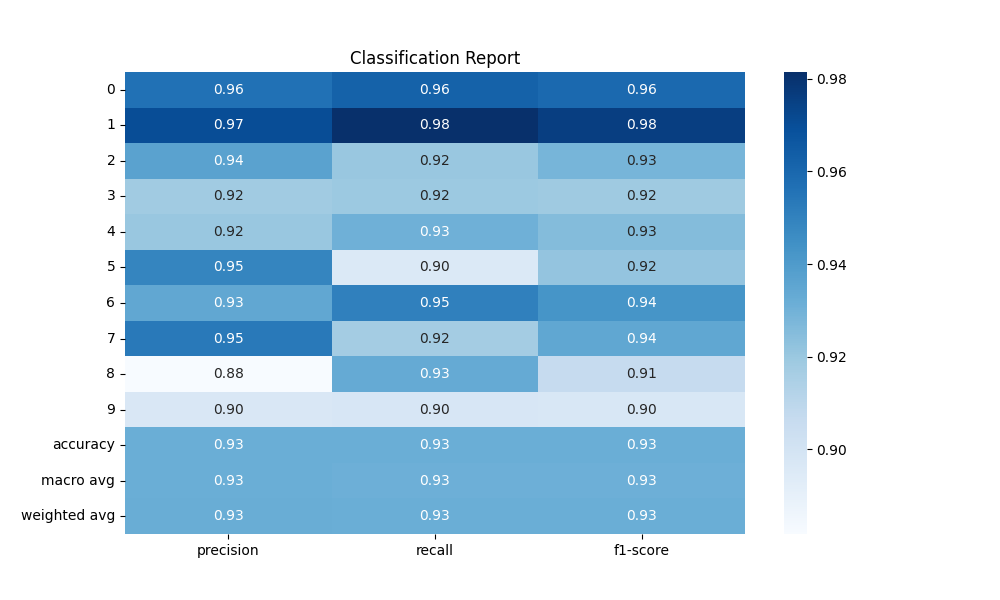 Classification Report
0 0.96 0.96 0.96
1 0.97 0.98 0.98
2 0.94 0.92 0.93
3 0.92 0.92 0.92
4 0.92 0.93 0.93
5 0.95 0.90 0.92
6 0.93 0.95 0.94
7 0.95 0.92 0.94
8 0.88 0.93 0.91
9 0.90 0.90 0.90
accuracy 0.93 0.93 0.93
macro avg 0.93 0.93 0.93
weighted avg 0.93 0.93 0.93
precision recall f1-score
0.98
0.96
0.94
0.92
0.90